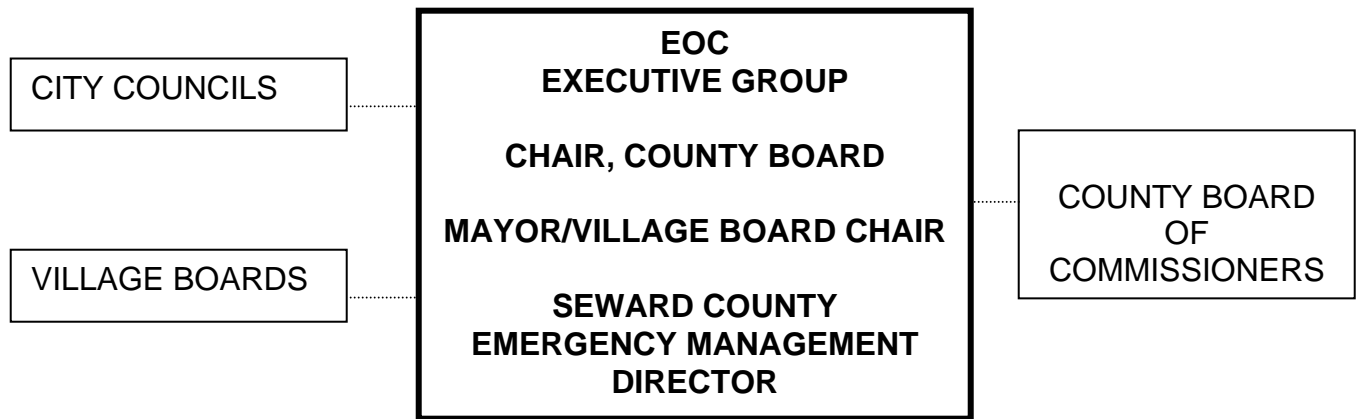 CITY COUNCILS
VILLAGE BOARDS
EOC
EXECUTIVE GROUP
CHAIR, COUNTY BOARD
MAYOR/VILLAGE BOARD CHAIR
SEWARD COUNTY
EMERGENCY MANAGEMENT
DIRECTOR
COUNTY BOARD
OF
COMMISSIONERS